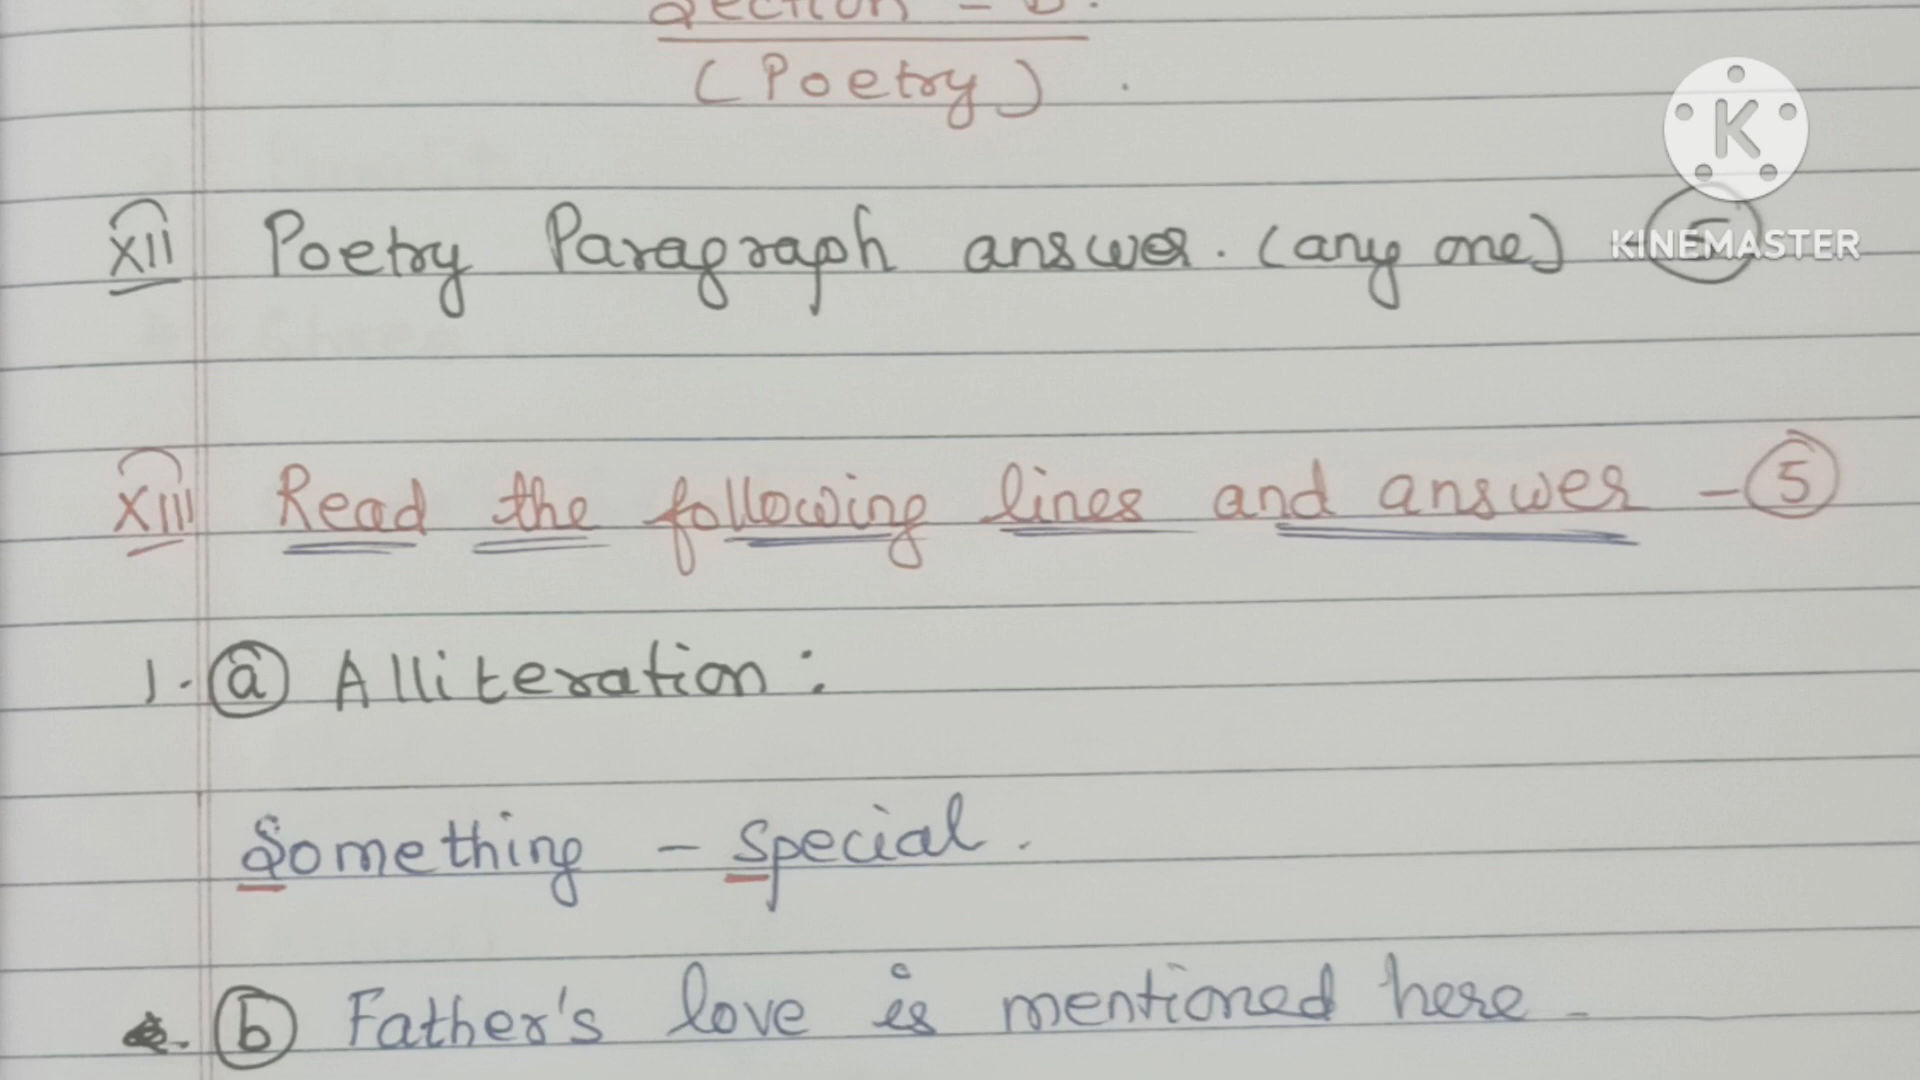 Section - B.
(Poetry)
K
KINEMASTER
XII Poetry Paragraph answer. (any one) - 5
XIII Read the following lines and answer - 5
1. a Alliteration :
Something - Special.
b Father's love is mentioned here